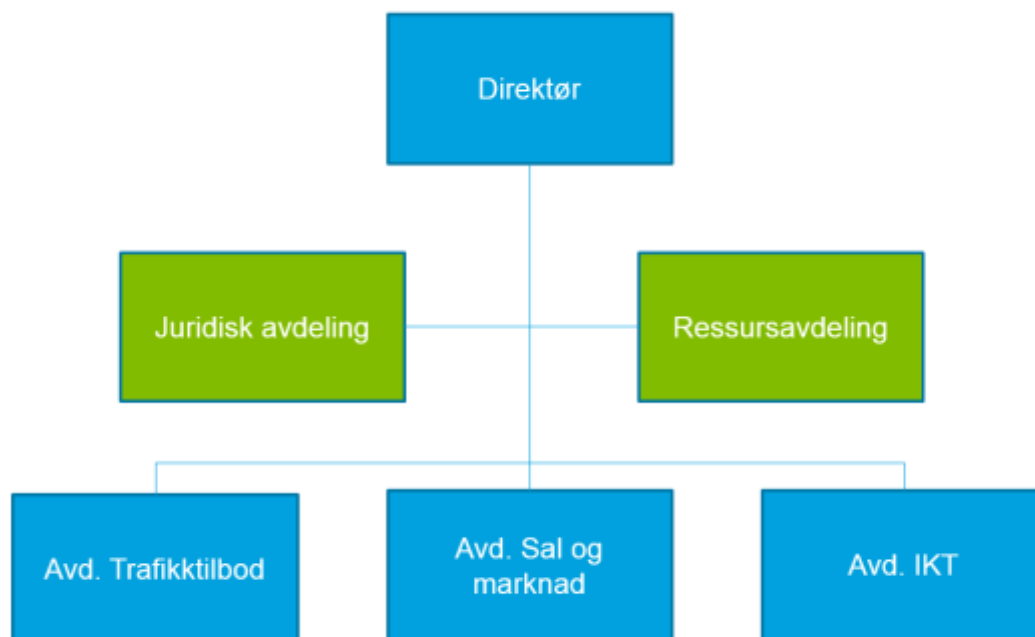 Direktør
Juridisk avdeling
Ressursavdeling
Avd. Trafikktilbod
Avd. Sal og
marknad
Avd. IKT